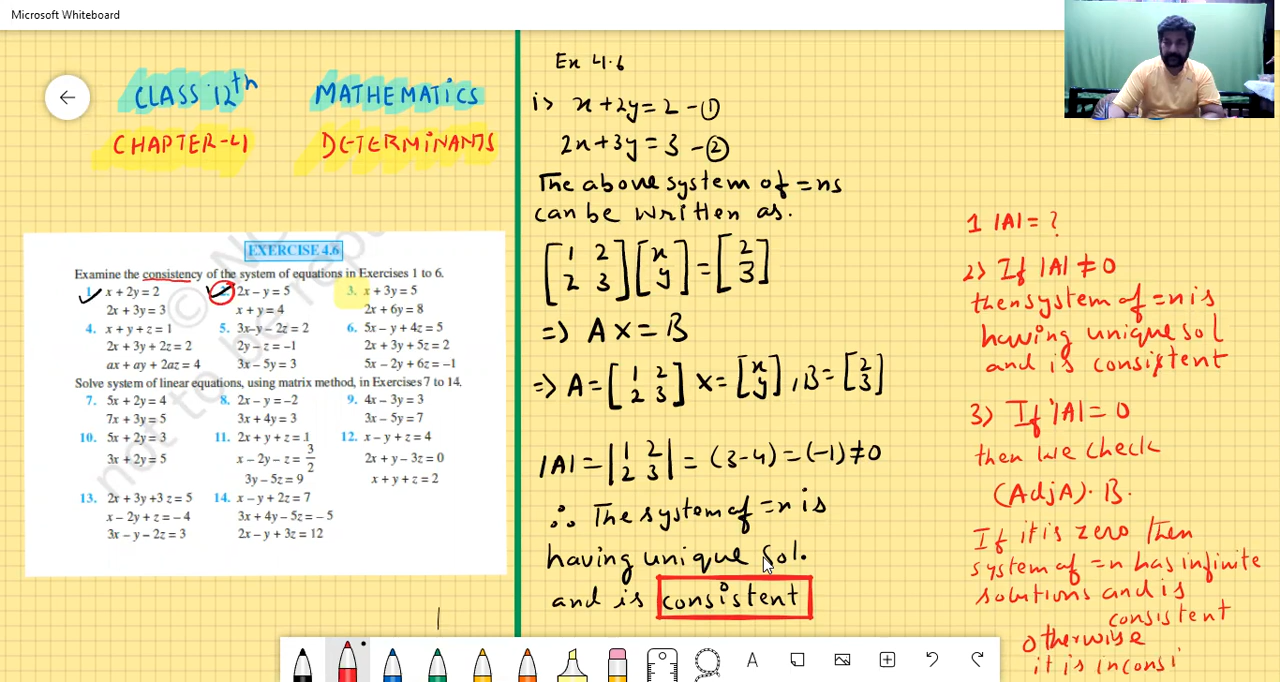 Microsoft Whiteboard
CLASS 12th MATHEMATICS
CHAPTER-4 DETERMINANTS
EXERCISE 4.6
Examine the consistency of the system of equations in Exercises 1 to 6.
1. x + 2y = 2 2. 2x – y = 5 3. x + 3y = 5
2x + 3y = 3 x + y = 4 2x + 6y = 8
4. x + y + z = 1 5. 3x–y – 2z = 2 6. 5x – y + 4z = 5
2x + 3y + 2z = 2 2y – z = –1 2x + 3y + 5z = 2
ax + ay + 2az = 4 3x – 5y = 3 5x – 2y + 6z = –1
Solve system of linear equations, using matrix method, in Exercises 7 to 14.
7. 5x + 2y = 4 8. 2x – y = –2 9. 4x – 3y = 3
7x + 3y = 5 3x + 4y = 3 3x – 5y = 7
10. 5x + 2y = 3 11. 2x + y + z = 1 12. x – y + z = 4
3x + 2y = 5 x – 2y – z = 3/2 2x + y – 3z = 0
3y – 5z = 9 x + y + z = 2
13. 2x + 3y +3 z = 5 14. x – y + 2z = 7
x – 2y + z = – 4 3x + 4y – 5z = – 5
3x – y – 2z = 3 2x – y + 3z = 12
not to be
Ex 4.6
1> x + 2y = 2 - ①
2x + 3y = 3 - ②
The above system of =ns
can be written as.
[1 2 2 3] [x y] = [2 3]
=> A X = B
=> A = [1 2 2 3] X = [x y], B = [2 3]
|A| = |1 2 2 3| = (3-4) = (-1) ≠ 0
∴ The system of =n is
having unique sol.
and is consistent
1 |A| = ?
2> If |A| ≠ 0
then system of =n is
having unique sol
and is consistent
3) If |A| = 0
then we check
(Adj A). B.
If it is zero then
system of =n has infinite
solutions and is
consistent
otherwise
it is inconsi